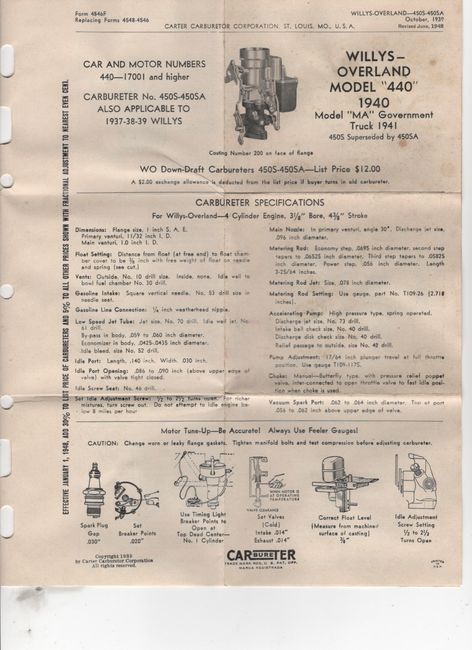 Form 4546F
Replacing Forms 4548-4546
WILLYS-OVERLAND—450S-450SA
October, 1939
Revised June, 1948
CARTER CARBURETOR CORPORATION, ST. LOUIS, MO., U. S. A.
CAR AND MOTOR NUMBERS
440—17001 and higher
CARBURETER No. 450S-450SA
ALSO APPLICABLE TO
1937-38-39 WILLYS
WILLYS-
OVERLAND
MODEL "440"
1940
Model "MA" Government
Truck 1941
450S Superseded by 450SA
Casting Number 200 on face of flange
WO Down-Draft Carbureters 450S-450SA—List Price $12.00
A $2.00 exchange allowance is deducted from the list price if buyer turns in old carbureter.
EFFECTIVE JANUARY 1, 1948, ADD 30% TO LIST PRICE OF CARBURETERS AND 5% TO ALL OTHER PRICES SHOWN WITH FRACTIONAL ADJUSTMENT TO NEAREST EVEN CENT.
CARBURETER SPECIFICATIONS
For Willys-Overland—4 Cylinder Engine, 3⅛" Bore, 4⅜" Stroke
Dimensions: Flange size, 1 inch S. A. E.
Primary venturi, 11/32 inch I. D.
Main venturi, 1.0 inch I. D.
Float Setting: Distance from float (at free end) to float cham-
ber cover to be ⅜ inch with free weight of float on needle
and spring (see cut.)
Vents: Outside, No. 10 drill size. Inside, none. Idle well to
bowl fuel chamber No. 30 drill.
Gasoline Intake: Square vertical needle. No. 53 drill size in
needle seat.
Gasoline Line Connection: ¼ inch weatherhead nipple.
Low Speed Jet Tube: Jet size, No. 70 drill. Idle well jet, No.
61 drill.
By-pass in body, .059 to .060 inch diameter.
Economizer in body, .0425-.0435 inch diameter.
Idle bleed, size No. 52 drill.
Idle Port: Length, .140 inch. Width .030 inch.
Idle Port Opening: .086 to .090 inch (above upper edge of
valve) with valve tight closed.
Idle Screw Seat: No. 46 drill.
Set Idle Adjustment Screw: ½ to 2½ turns open. For richer
mixtures, turn screw out. Do not attempt to idle engine be-
low 8 miles per hour
Main Nozzle: In primary venturi, angle 30°. Discharge jet size,
.096 inch diameter.
Metering Rod: Economy step, .0695 inch diameter, second step
tapers to .0652S inch diameter. Third step tapers to .0582S
inch diameter. Power step, .056 inch diameter. Length
3-25/64 inches.
Metering Rod Jet: Size, .078 inch diameter.
Metering Rod Setting: Use gauge, part No. T109-26 (2.718
inches).
Accelerating Pump: High pressure type, spring operated.
Discharge jet size, No. 73 drill.
Intake ball check size, No. 40 drill.
Discharge disk check size, No. 40 drill.
Relief passage to outside, size No. 42 drill.
Pump Adjustment: 17/64 inch plunger travel at full throttle
position. Use gauge T109-117S.
Choke: Manual—Butterfly type, with pressure relief poppet
valve, inter-connected to open throttle valve to fast idle posi-
tion when choke is used.
Vacuum Spark Port: .062 to .064 inch diameter. Top of port
.056 to .062 inch above upper edge of valve.
Motor Tune-Up—Be Accurate! Always Use Feeler Gauges!
CAUTION: Change worn or leaky flange gaskets. Tighten manifold bolts and test compression before adjusting carbureter.
Spark Plug
Gap
.030"
Set
Breaker Points
.020"
Use Timing Light
Breaker Points to
Open at
Top Dead Center—
No. 1 Cylinder
WHEN MOTOR IS
AT OPERATING
TEMPERATURE
VALVE CLEARANCE
Set Valves
(Cold)
Intake .014"
Exhaust .014"
Correct Float Level
(Measure from machined
surface of casting)
⅜"
Idle Adjustment
Screw Setting
½ to 2½
Turns Open
Copyright 1939
by Carter Carburetor Corporation
All rights reserved.
CARTER
CARBURETER
TRADE MARK REG. U. S. PAT. OFF.
MARCA REGISTRADA